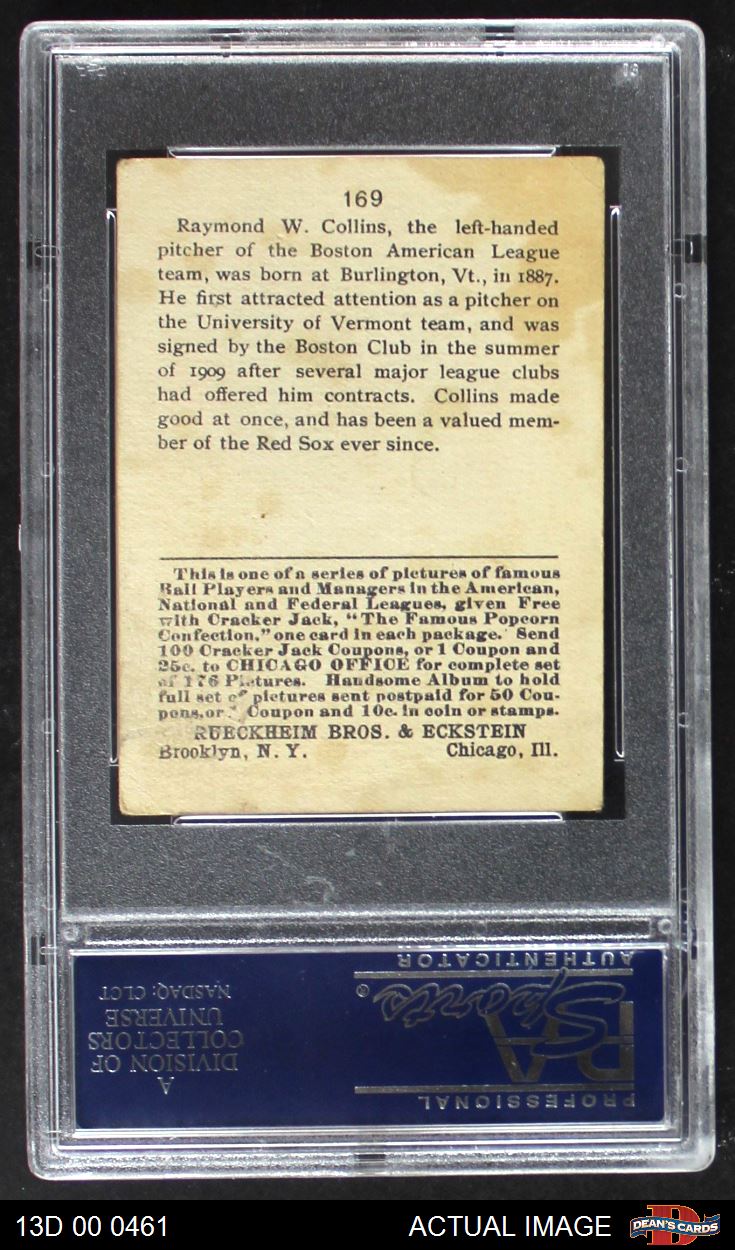 169
Raymond W. Collins, the left-handed
pitcher of the Boston American League
team, was born at Burlington, Vt., in 1887.
He first attracted attention as a pitcher on
the University of Vermont team, and was
signed by the Boston Club in the summer
of 1909 after several major league clubs
had offered him contracts. Collins made
good at once, and has been a valued mem-
ber of the Red Sox ever since.
This is one of a series of pictures of famous
Ball Players and Managers in the American,
National and Federal Leagues, given Free
with Cracker Jack, "The Famous Popcorn
Confection," one card in each package. Send
100 Cracker Jack Coupons, or 1 Coupon and
25c. to CHICAGO OFFICE for complete set
of 176 Pictures. Handsome Album to hold
full set of pictures sent postpaid for 50 Cou-
pons, or Coupon and 10c. in coin or stamps.
RUECKHEIM BROS. & ECKSTEIN
Brooklyn, N. Y. Chicago, Ill.
PROFESSIONAL
PSA
Sports ®
AUTHENTICATOR
A
DIVISION OF
COLLECTORS
UNIVERSE
NASDAQ: CLCT
13D 00 0461 ACTUAL IMAGE
DEAN'S CARDS